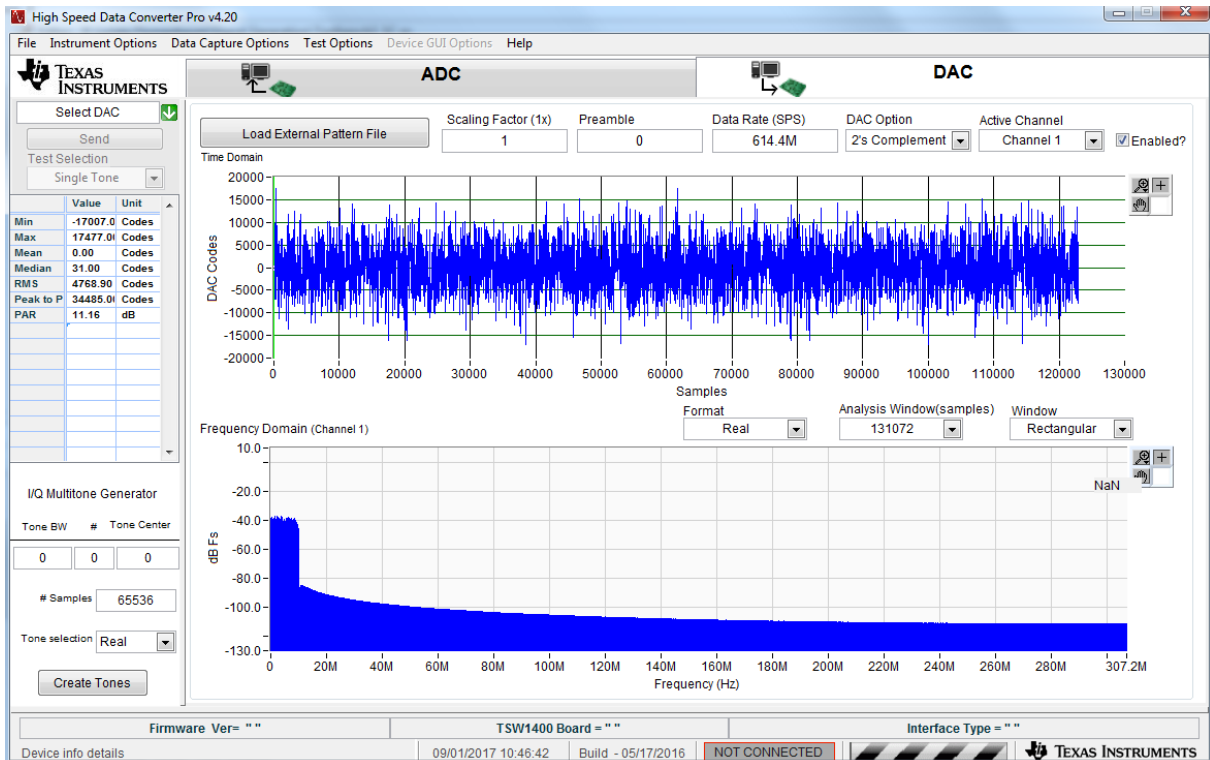 High Speed Data Converter Pro v4.20
File Instrument Options Data Capture Options Test Options Device GUI Options Help
TEXAS INSTRUMENTS
ADC
DAC
Select DAC
Send
Test Selection
Single Tone
Value Unit
Min -17007.0 Codes
Max 17477.0 Codes
Mean 0.00 Codes
Median 31.00 Codes
RMS 4768.90 Codes
Peak to P 34485.0 Codes
PAR 11.16 dB
I/Q Multitone Generator
Tone BW # Tone Center
0 0 0
# Samples 65536
Tone selection Real
Create Tones
Load External Pattern File
Scaling Factor (1x) Preamble Data Rate (SPS) DAC Option Active Channel
1 0 614.4M 2's Complement Channel 1 Enabled?
Time Domain
20000
15000
10000
5000
0
-5000
-10000
-15000
-20000
DAC Codes
0 10000 20000 30000 40000 50000 60000 70000 80000 90000 100000 110000 120000 130000
Samples
Format Analysis Window(samples) Window
Real 131072 Rectangular
Frequency Domain (Channel 1)
10.0
-20.0
-40.0
-60.0
-80.0
-100.0
-130.0
dB Fs
NaN
0 20M 40M 60M 80M 100M 120M 140M 160M 180M 200M 220M 240M 260M 280M 307.2M
Frequency (Hz)
Firmware Ver= " " TSW1400 Board = " " Interface Type = " "
Device info details 09/01/2017 10:46:42 Build - 05/17/2016 NOT CONNECTED TEXAS INSTRUMENTS